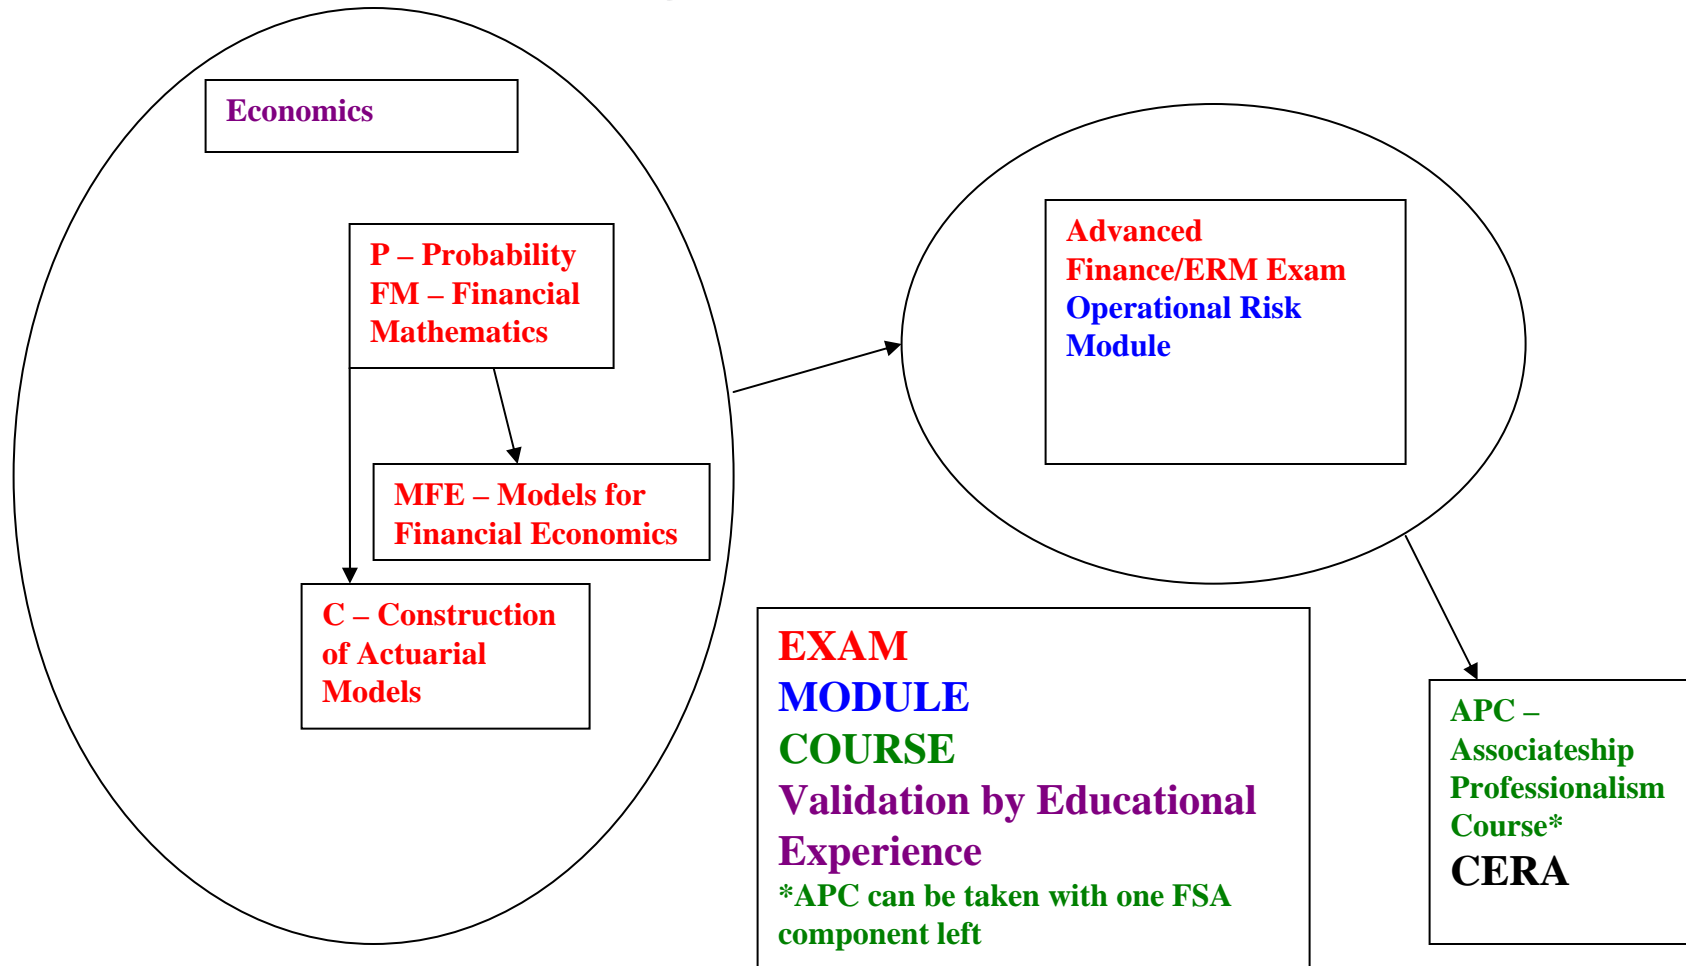 Economics
P – Probability
FM – Financial
Mathematics
MFE – Models for
Financial Economics
C – Construction
of Actuarial
Models
Advanced
Finance/ERM Exam
Operational Risk
Module
EXAM
MODULE
COURSE
Validation by Educational
Experience
*APC can be taken with one FSA
component left
APC –
Associateship
Professionalism
Course*
CERA